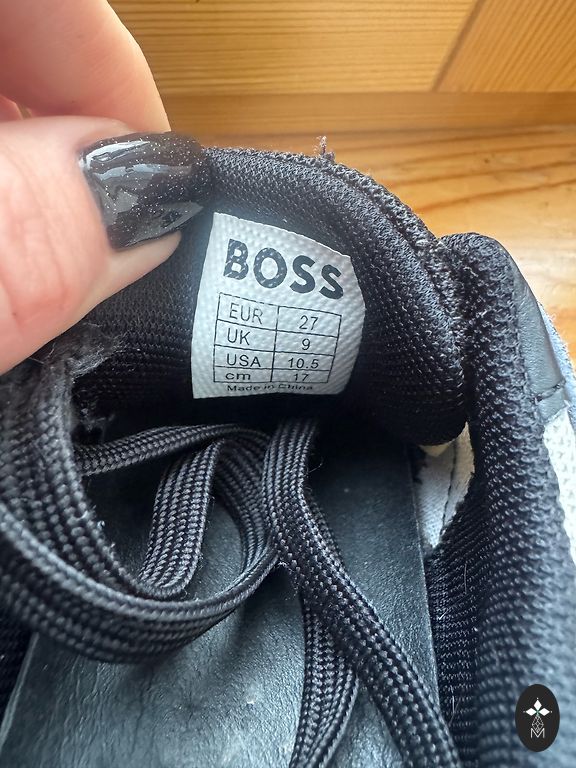 BOSS
EUR 27
UK 9
USA 10.5
cm 17
Made in China
M